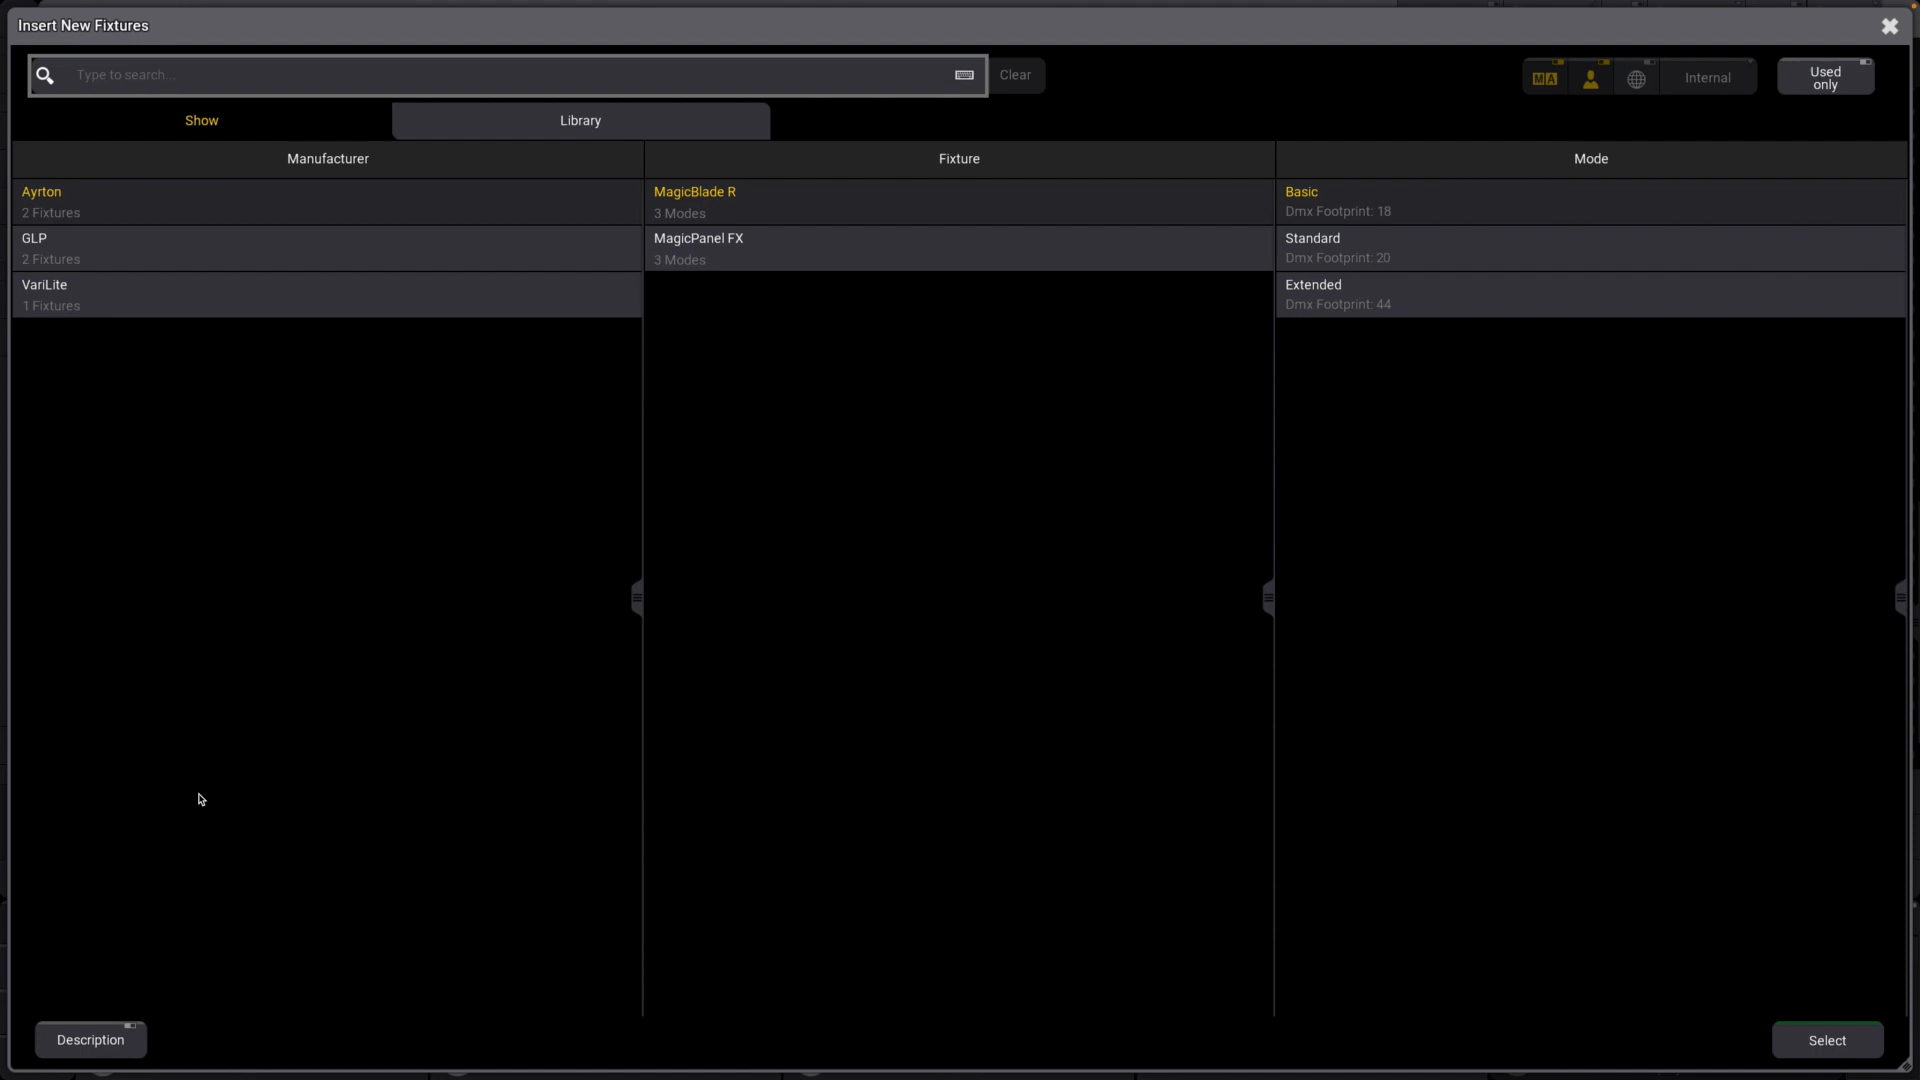 Insert New Fixtures
Type to search...
Clear
MA
Internal
Used
only
Show
Library
Manufacturer
Fixture
Mode
Ayrton
2 Fixtures
MagicBlade R
3 Modes
Basic
Dmx Footprint: 18
GLP
2 Fixtures
MagicPanel FX
3 Modes
Standard
Dmx Footprint: 20
VariLite
1 Fixtures
Extended
Dmx Footprint: 44
Description
Select